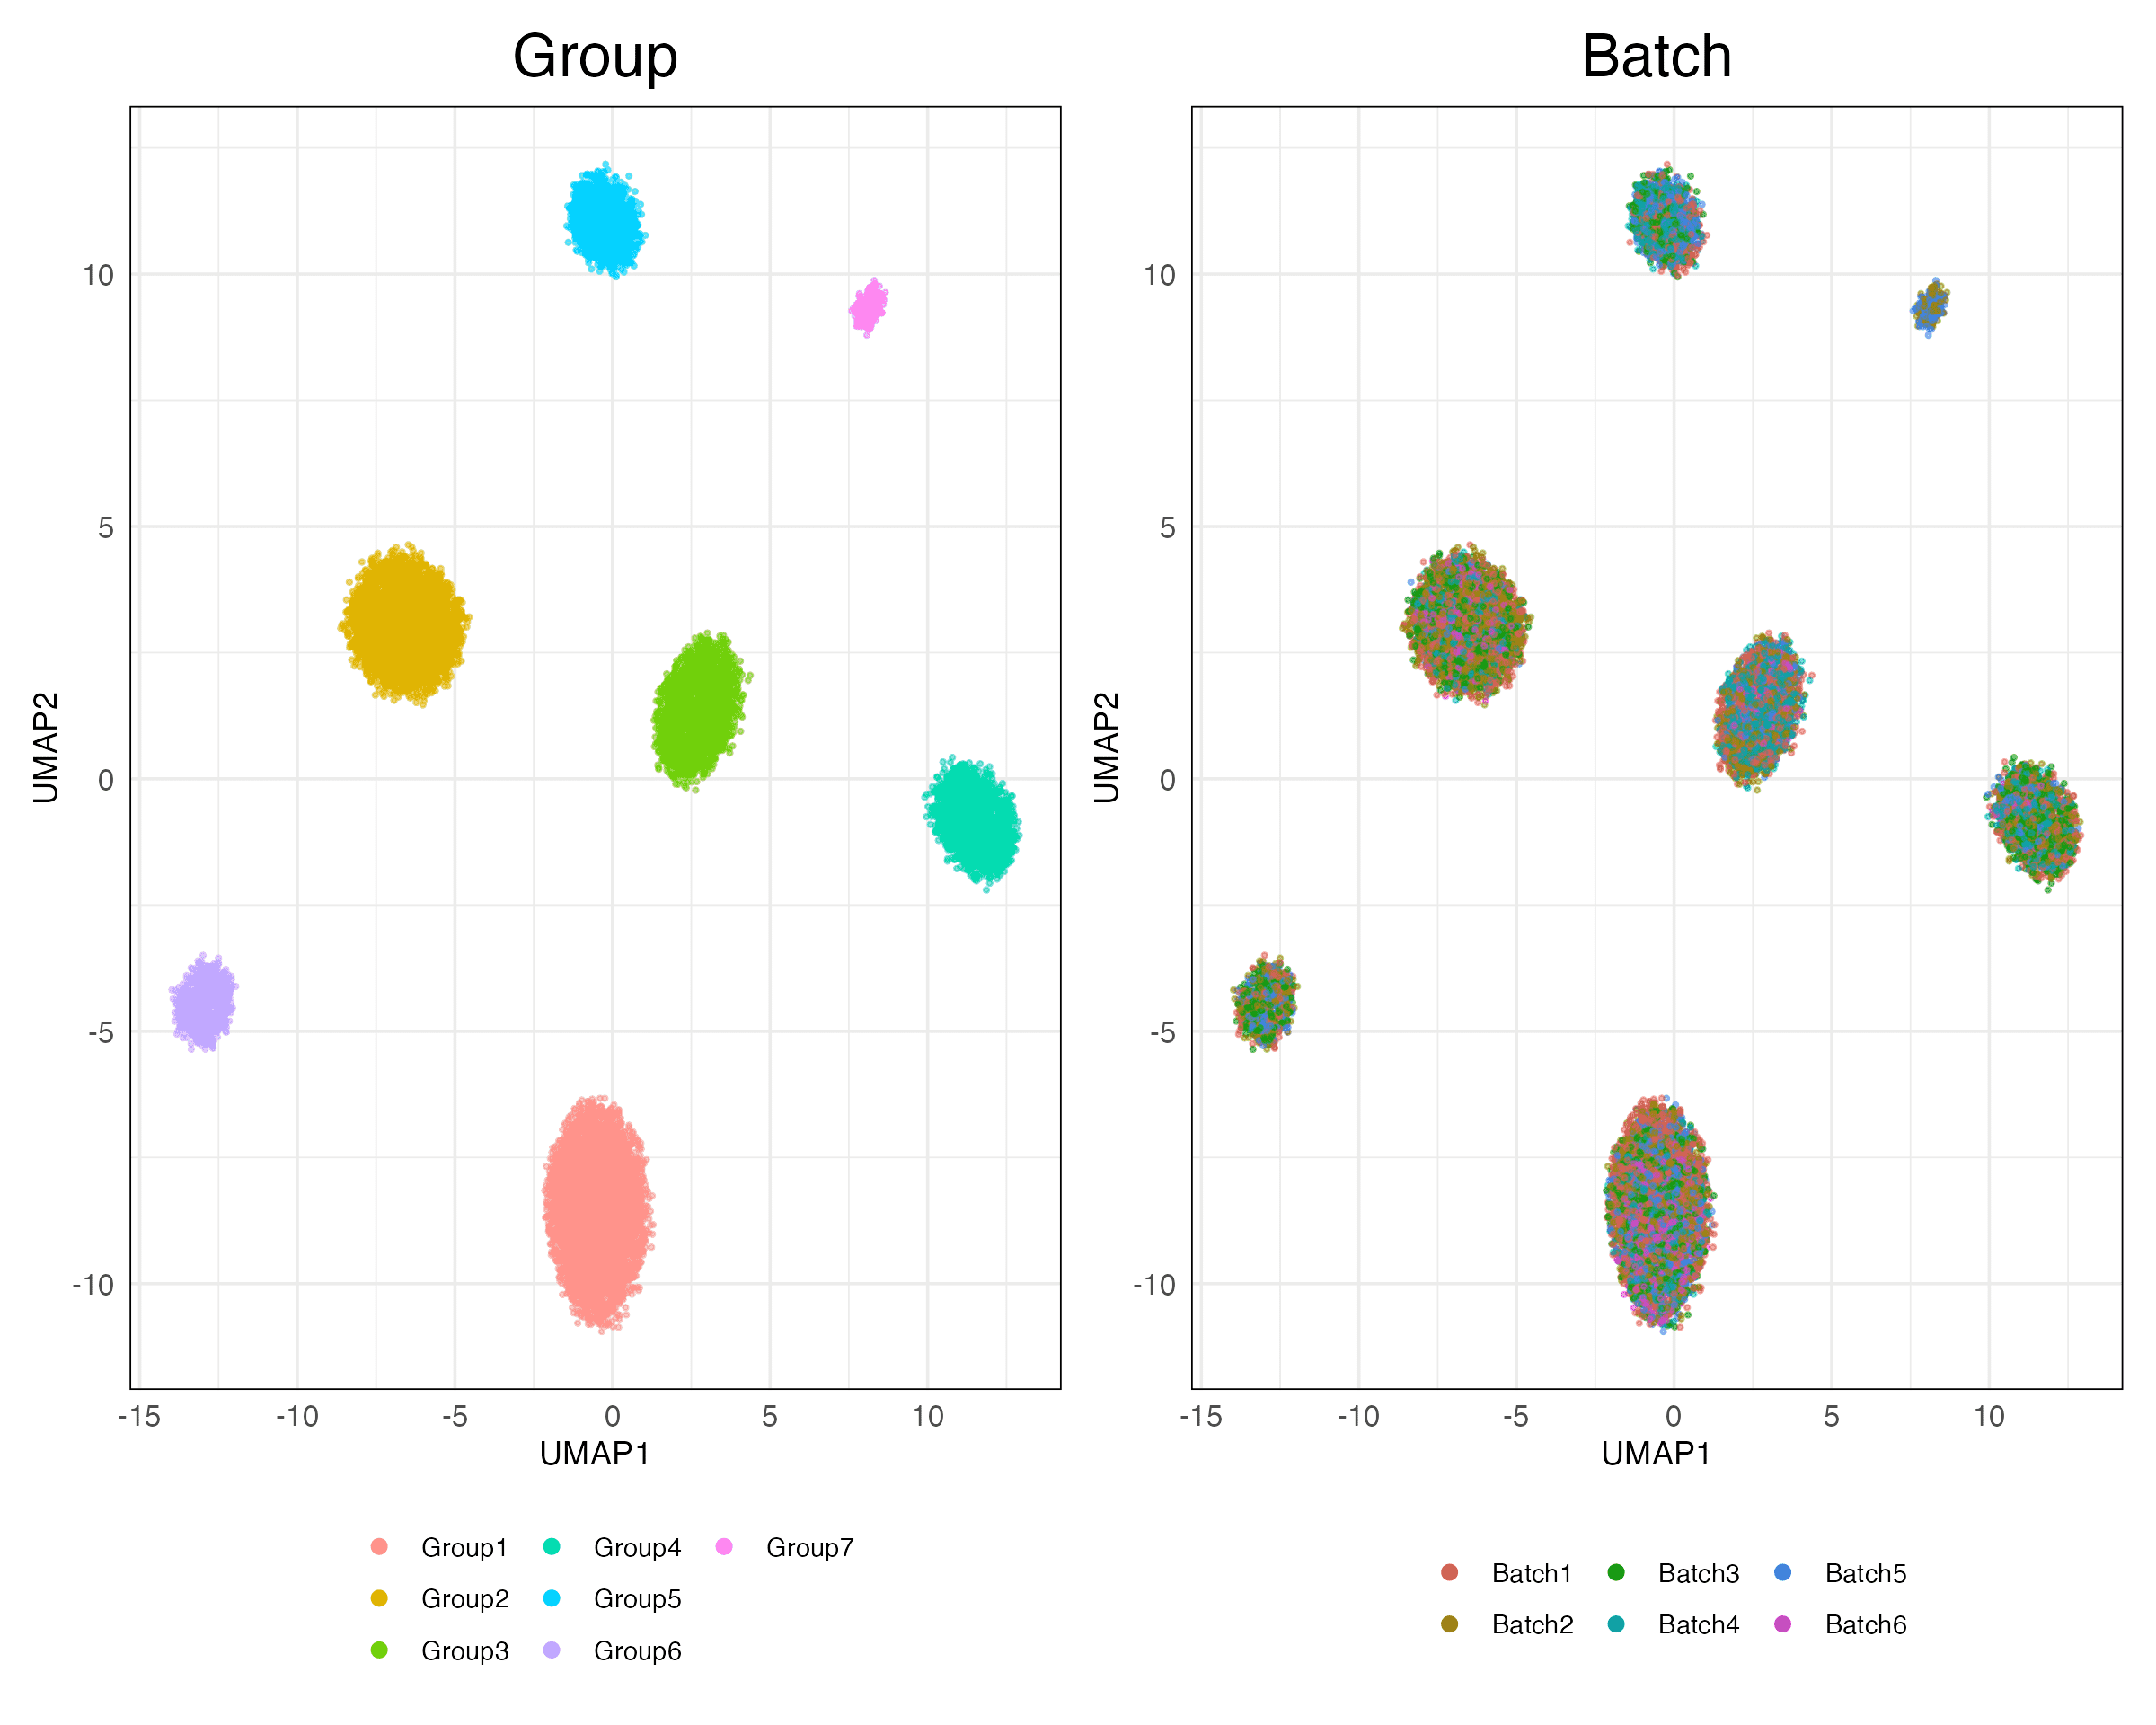 Group
Batch
UMAP2
10
5
0
-5
-10
-15 -10 -5 0 5 10
UMAP1
UMAP2
10
5
0
-5
-10
-15 -10 -5 0 5 10
UMAP1
Group1 Group4 Group7
Group2 Group5
Group3 Group6
Batch1 Batch3 Batch5
Batch2 Batch4 Batch6